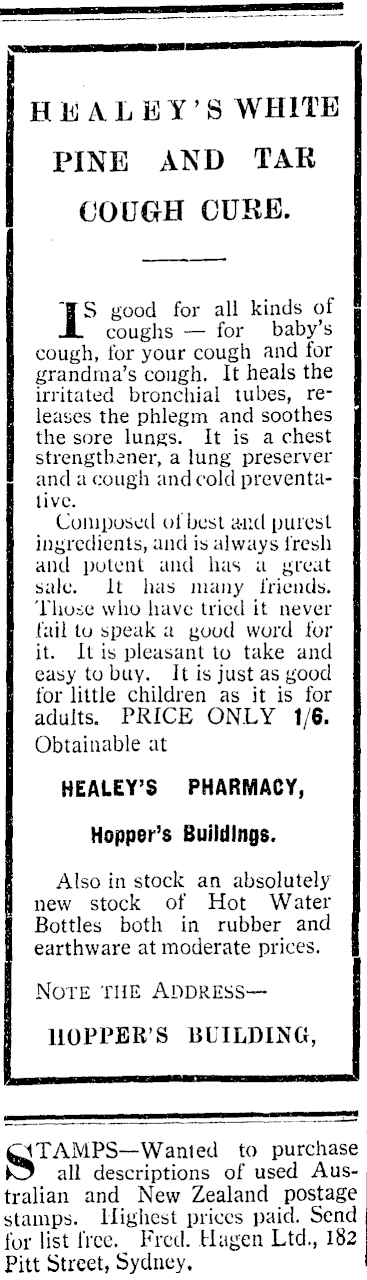 HEALEY'S WHITE
PINE AND TAR
COUGH CURE.
IS good for all kinds of
coughs — for baby's
cough, for your cough and for
grandma's cough. It heals the
irritated bronchial tubes, re-
leases the phlegm and soothes
the sore lungs. It is a chest
strengthener, a lung preserver
and a cough and cold preventa-
tive.
Composed of best and purest
ingredients, and is always fresh
and potent and has a great
sale. It has many friends.
Those who have tried it never
fail to speak a good word for
it. It is pleasant to take and
easy to buy. It is just as good
for little children as it is for
adults. PRICE ONLY 1/6.
Obtainable at
HEALEY'S PHARMACY,
Hopper's Buildings.
Also in stock an absolutely
new stock of Hot Water
Bottles both in rubber and
earthware at moderate prices.
NOTE THE ADDRESS—
HOPPER'S BUILDING,
STAMPS—Wanted to purchase
all descriptions of used Aus-
tralian and New Zealand postage
stamps. Highest prices paid. Send
for list free. Fred. Hagen Ltd., 182
Pitt Street, Sydney.